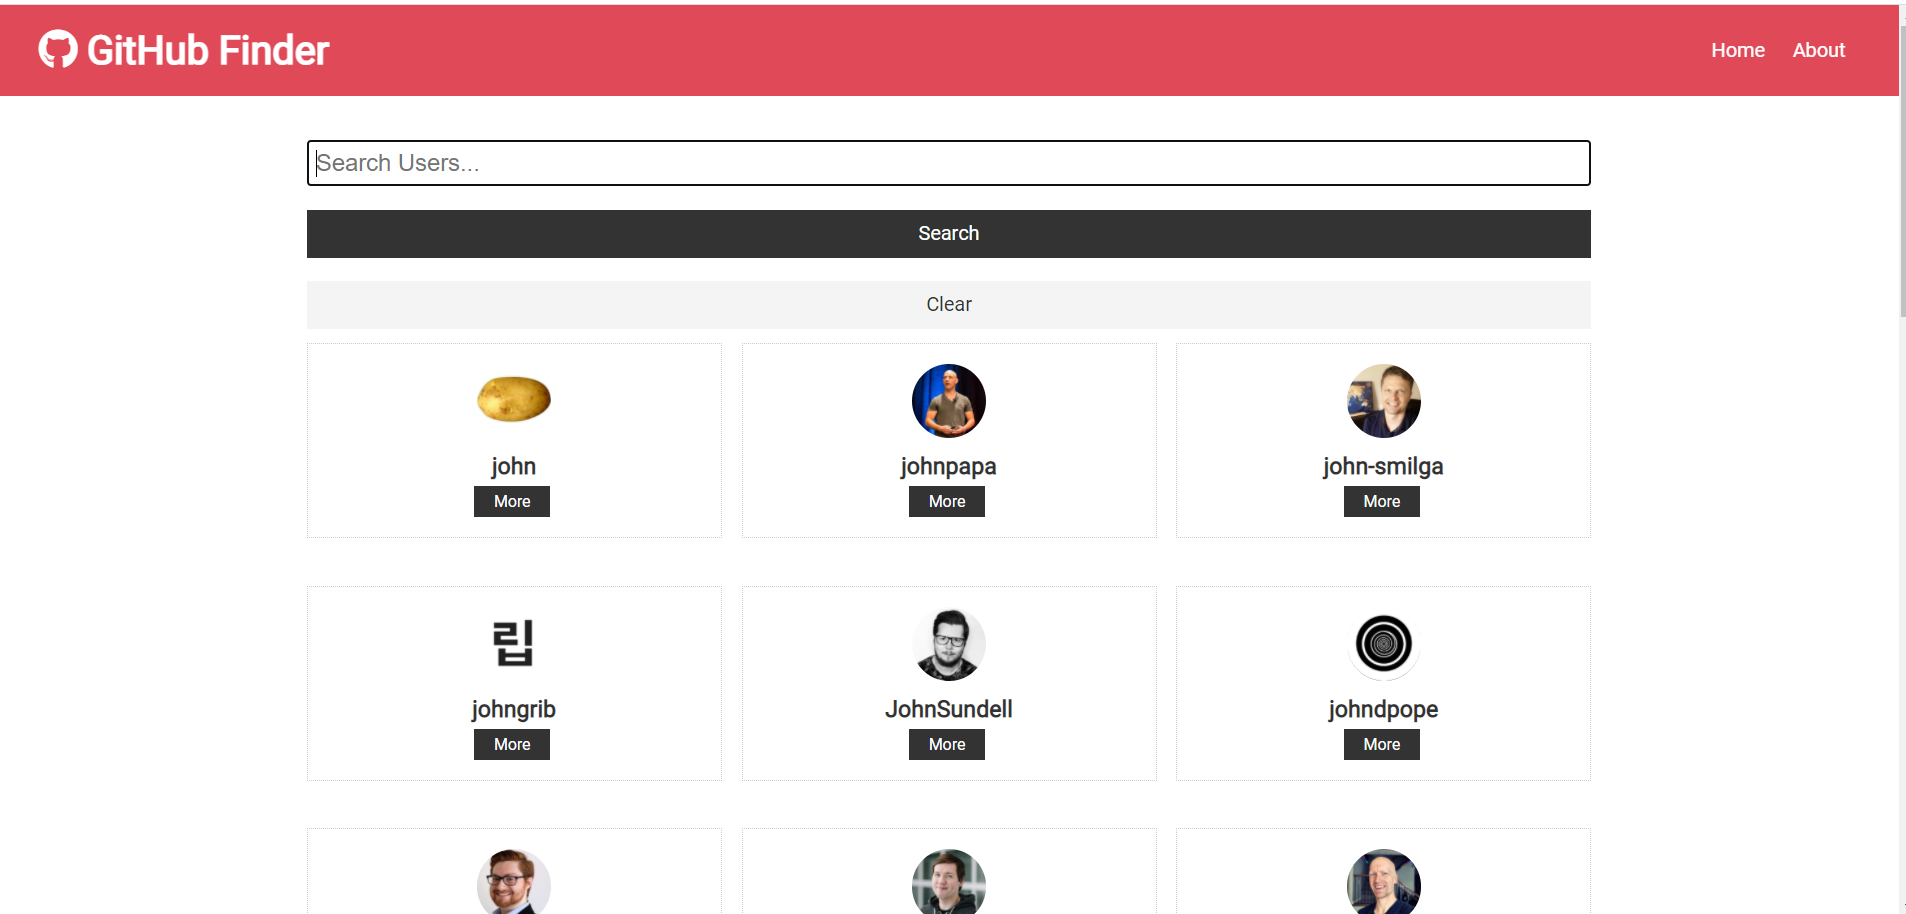 GitHub Finder
Home About
Search Users...
Search
Clear
john
More
johnpapa
More
john-smilga
More
립
johngrib
More
JohnSundell
More
johndpope
More